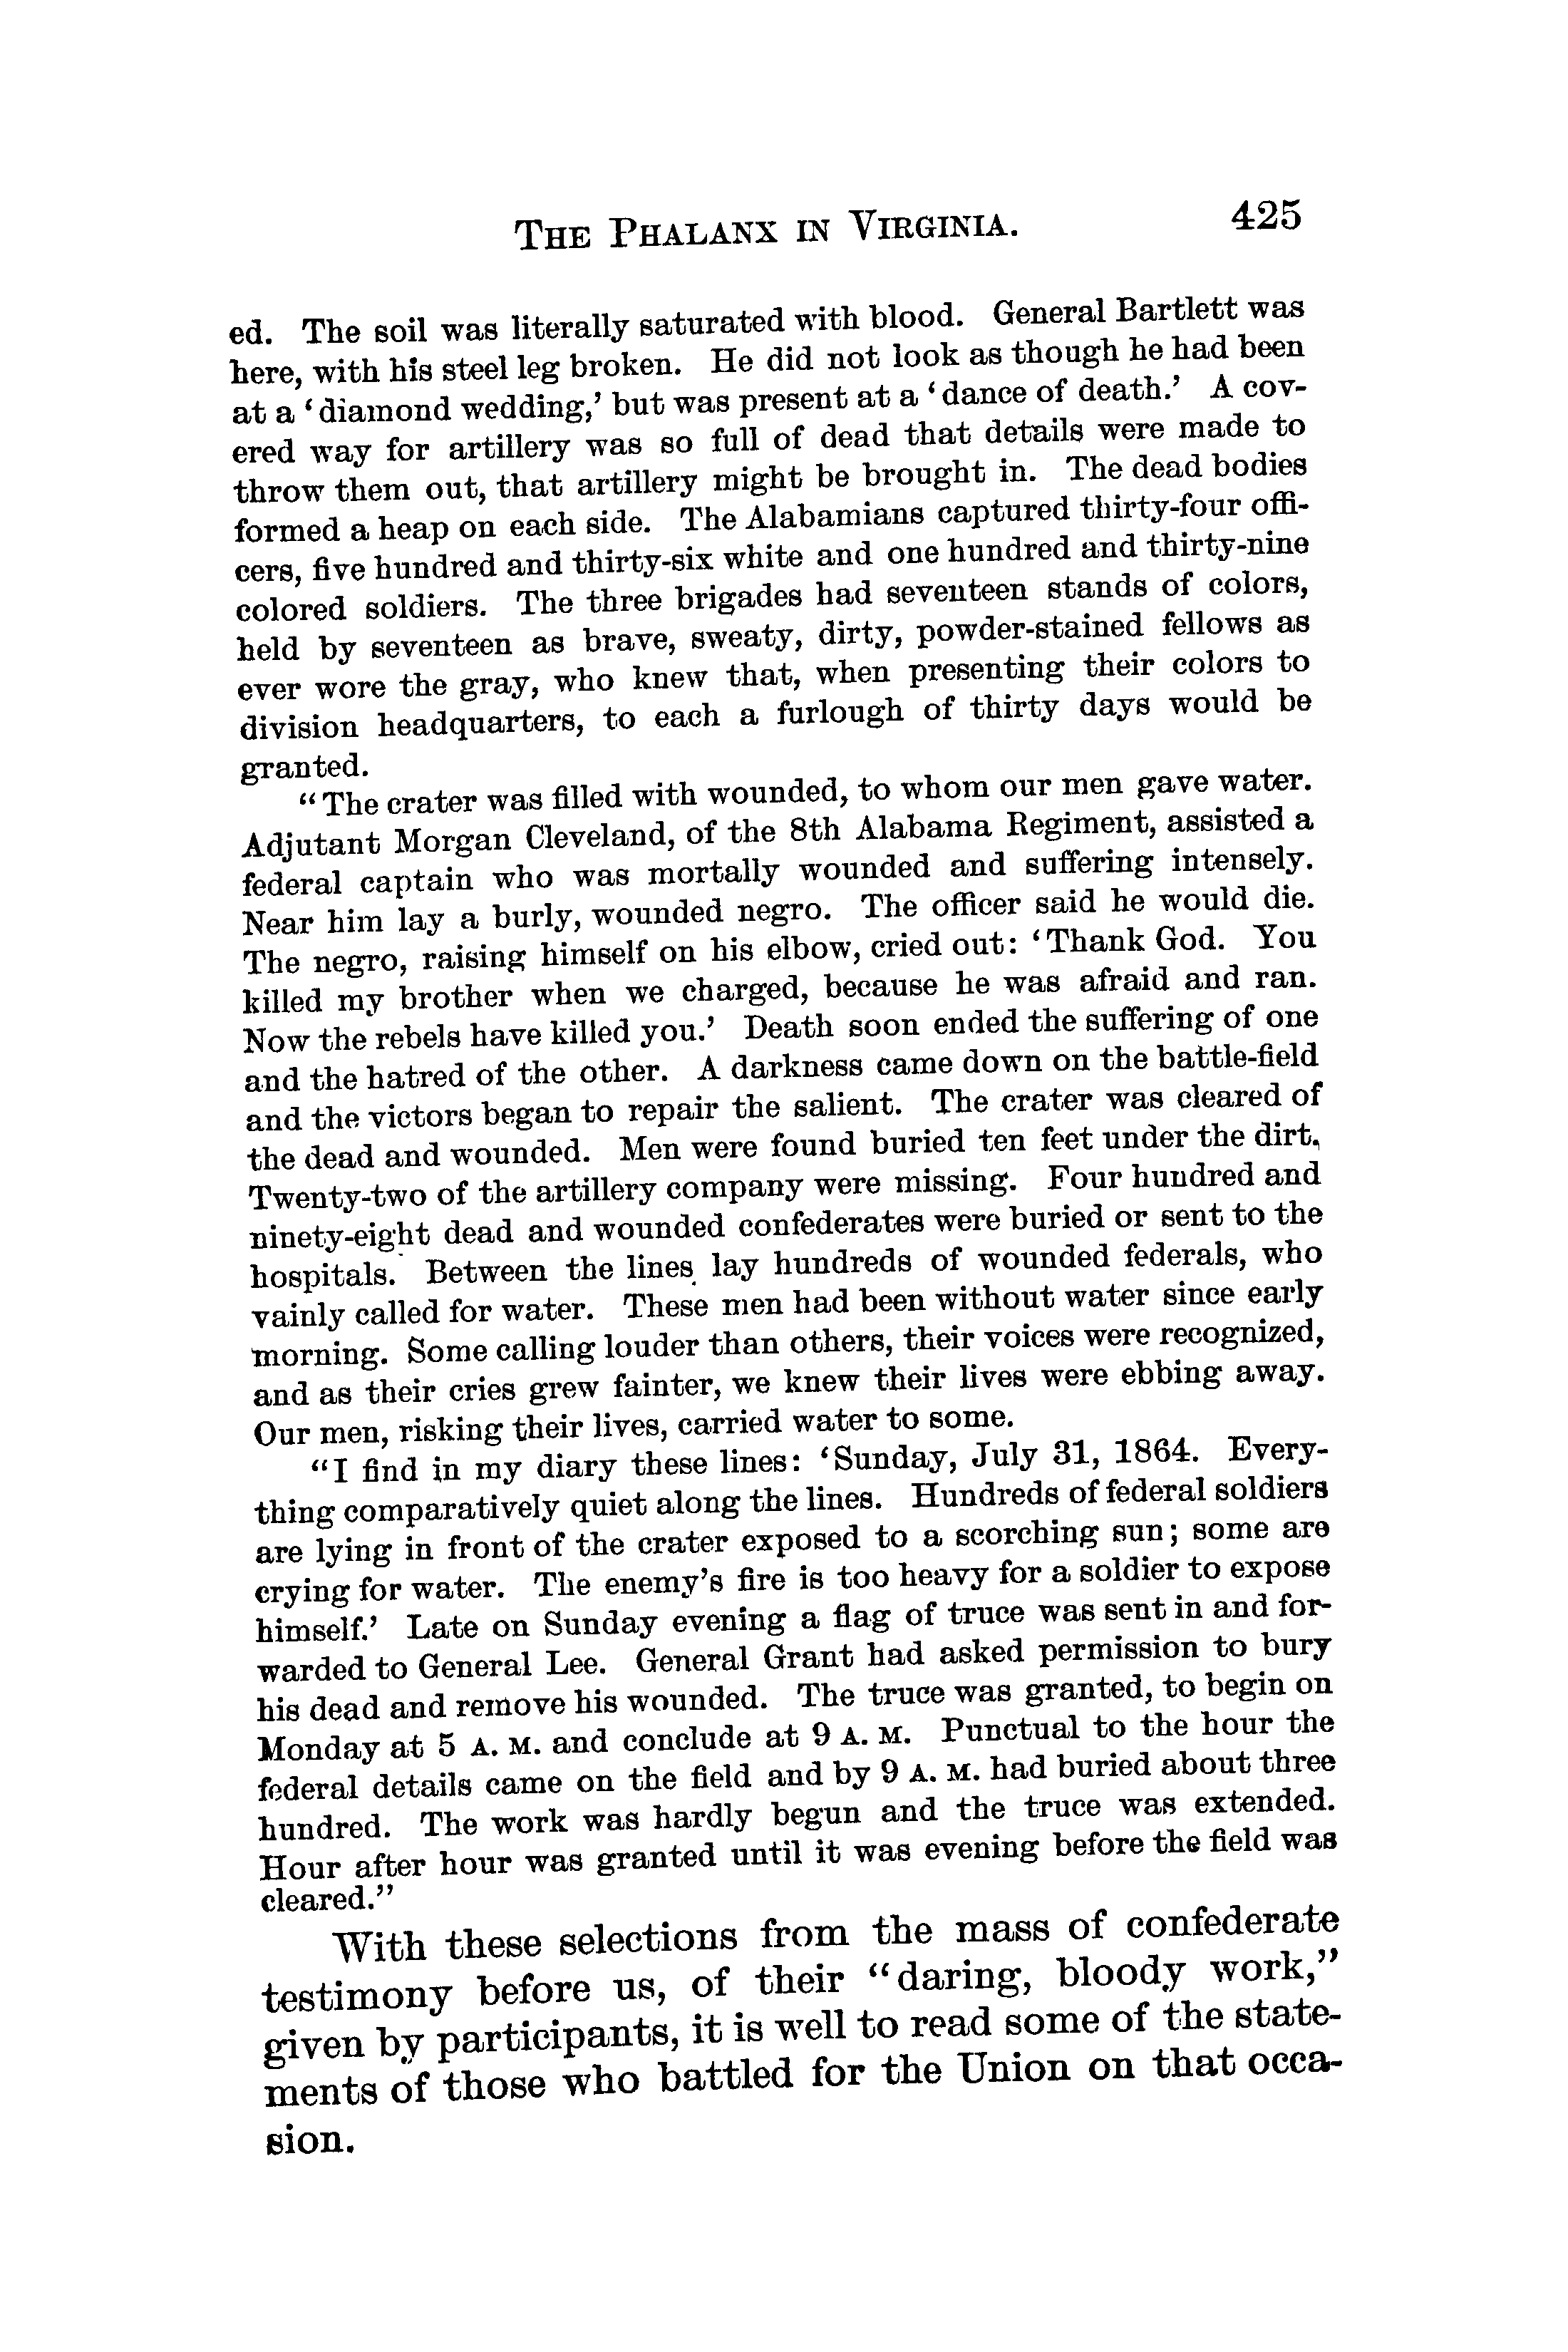 THE PHALANX IN VIRGINIA. 425
ed. The soil was literally saturated with blood. General Bartlett was
here, with his steel leg broken. He did not look as though he had been
at a ‘diamond wedding,’ but was present at a ‘dance of death.’ A cov-
ered way for artillery was so full of dead that details were made to
throw them out, that artillery might be brought in. The dead bodies
formed a heap on each side. The Alabamians captured thirty-four offi-
cers, five hundred and thirty-six white and one hundred and thirty-nine
colored soldiers. The three brigades had seventeen stands of colors,
held by seventeen as brave, sweaty, dirty, powder-stained fellows as
ever wore the gray, who knew that, when presenting their colors to
division headquarters, to each a furlough of thirty days would be
granted.
“The crater was filled with wounded, to whom our men gave water.
Adjutant Morgan Cleveland, of the 8th Alabama Regiment, assisted a
federal captain who was mortally wounded and suffering intensely.
Near him lay a burly, wounded negro. The officer said he would die.
The negro, raising himself on his elbow, cried out: ‘Thank God. You
killed my brother when we charged, because he was afraid and ran.
Now the rebels have killed you.’ Death soon ended the suffering of one
and the hatred of the other. A darkness came down on the battle-field
and the victors began to repair the salient. The crater was cleared of
the dead and wounded. Men were found buried ten feet under the dirt,
Twenty-two of the artillery company were missing. Four hundred and
ninety-eight dead and wounded confederates were buried or sent to the
hospitals. Between the lines lay hundreds of wounded federals, who
vainly called for water. These men had been without water since early
morning. Some calling louder than others, their voices were recognized,
and as their cries grew fainter, we knew their lives were ebbing away.
Our men, risking their lives, carried water to some.
“I find in my diary these lines: ‘Sunday, July 31, 1864. Every-
thing comparatively quiet along the lines. Hundreds of federal soldiers
are lying in front of the crater exposed to a scorching sun; some are
crying for water. The enemy’s fire is too heavy for a soldier to expose
himself.’ Late on Sunday evening a flag of truce was sent in and for-
warded to General Lee. General Grant had asked permission to bury
his dead and remove his wounded. The truce was granted, to begin on
Monday at 5 A. M. and conclude at 9 A. M. Punctual to the hour the
federal details came on the field and by 9 A. M. had buried about three
hundred. The work was hardly begun and the truce was extended.
Hour after hour was granted until it was evening before the field was
cleared.”
With these selections from the mass of confederate
testimony before us, of their “daring, bloody work,”
given by participants, it is well to read some of the state-
ments of those who battled for the Union on that occa-
sion.